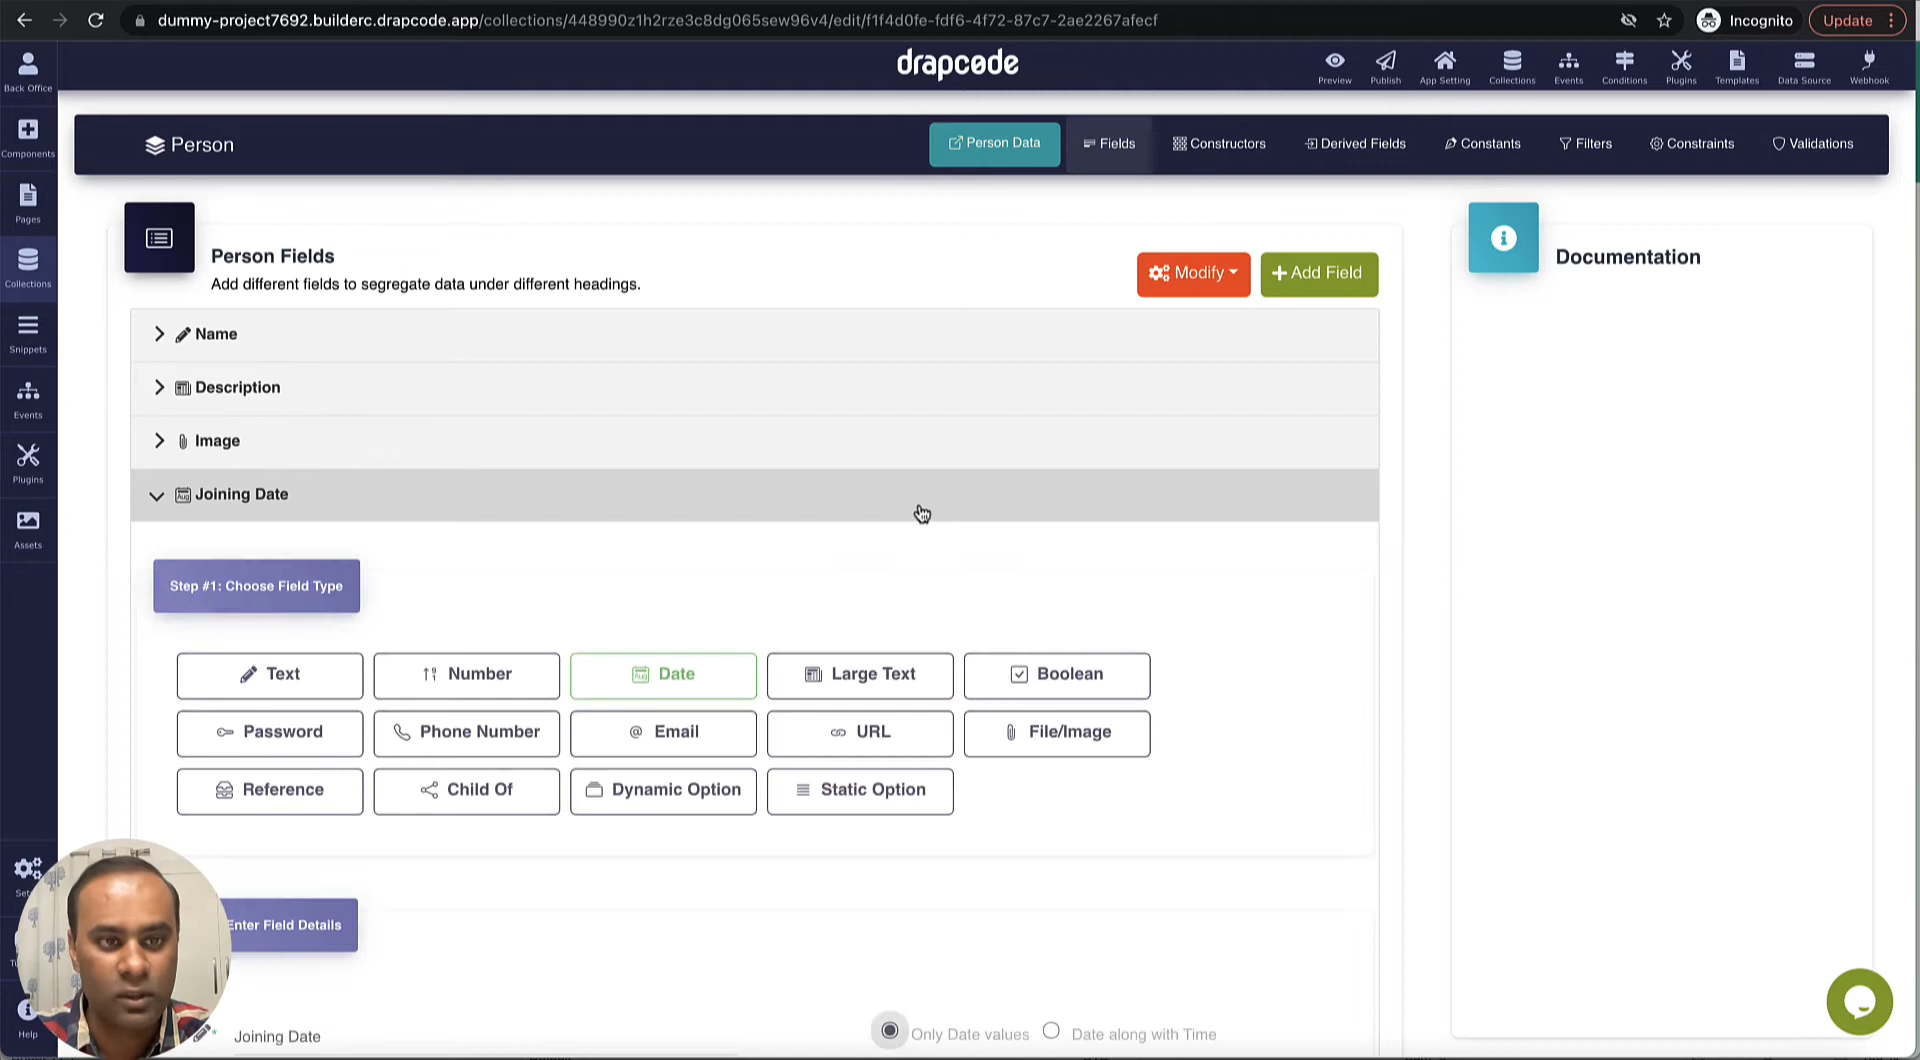 dummy-project7692.builderc.drapcode.app/collections/448990z1h2rze3c8dg065sew96v4/edit/f1f4d0fe-fdf6-4f72-87c7-2ae2267afecf
Incognito
Update
Back Office
drapcode
Preview
Publish
App Setting
Collections
Events
Conditions
Plugins
Templates
Data Source
Webhook
Components
Pages
Collections
Snippets
Events
Plugins
Assets
Help
Person
Person Data
Fields
Constructors
Derived Fields
Constants
Filters
Constraints
Validations
Person Fields
Add different fields to segregate data under different headings.
Modify
Add Field
Documentation
Name
Description
Image
Joining Date
Step #1: Choose Field Type
Text
Number
Date
Large Text
Boolean
Password
Phone Number
@ Email
URL
File/Image
Reference
Child Of
Dynamic Option
Static Option
Enter Field Details
Joining Date
Only Date values
Date along with Time